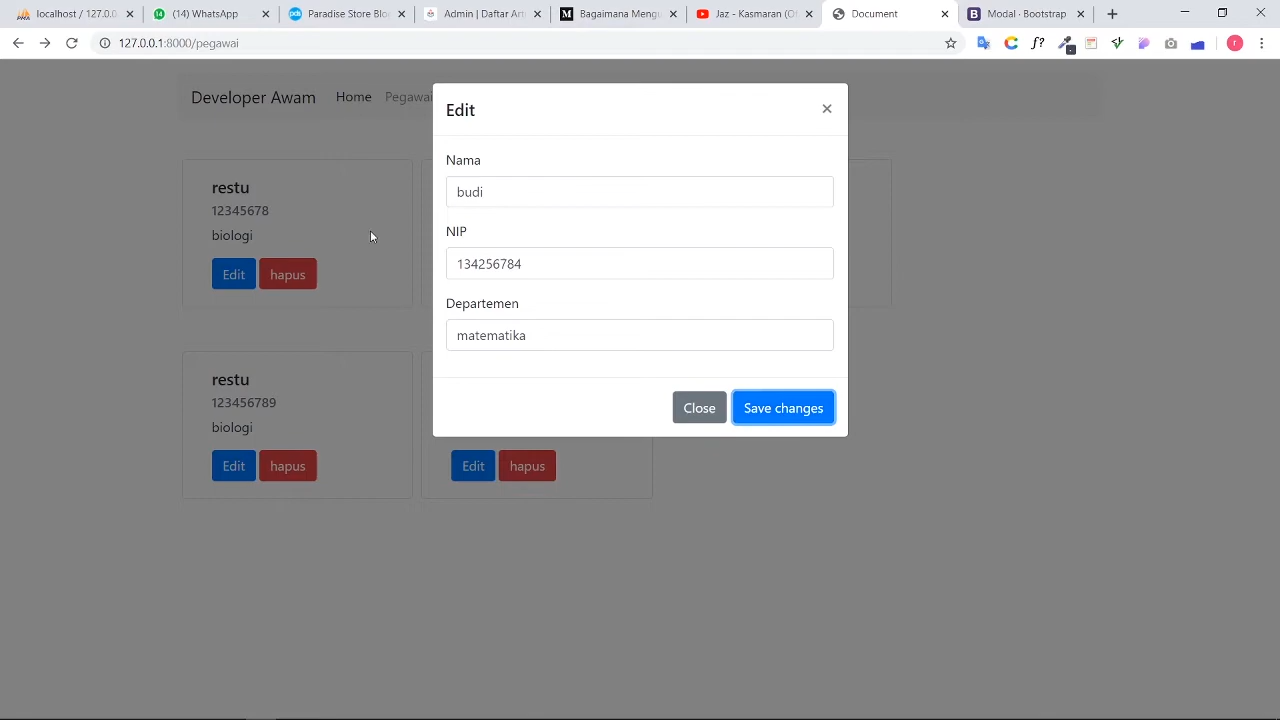 localhost / 127.0.0
(14) WhatsApp
Paradise Store Blo
Admin | Daftar Art
Bagaimana Mengu
Jaz - Kasmaran (Of
Document
Modal · Bootstrap
127.0.0.1:8000/pegawai
Developer Awam
Home
Pegawai
Edit
×
Nama
budi
NIP
134256784
Departemen
matematika
Close
Save changes
restu
12345678
biologi
Edit
hapus
restu
123456789
biologi
Edit
hapus
Edit
hapus